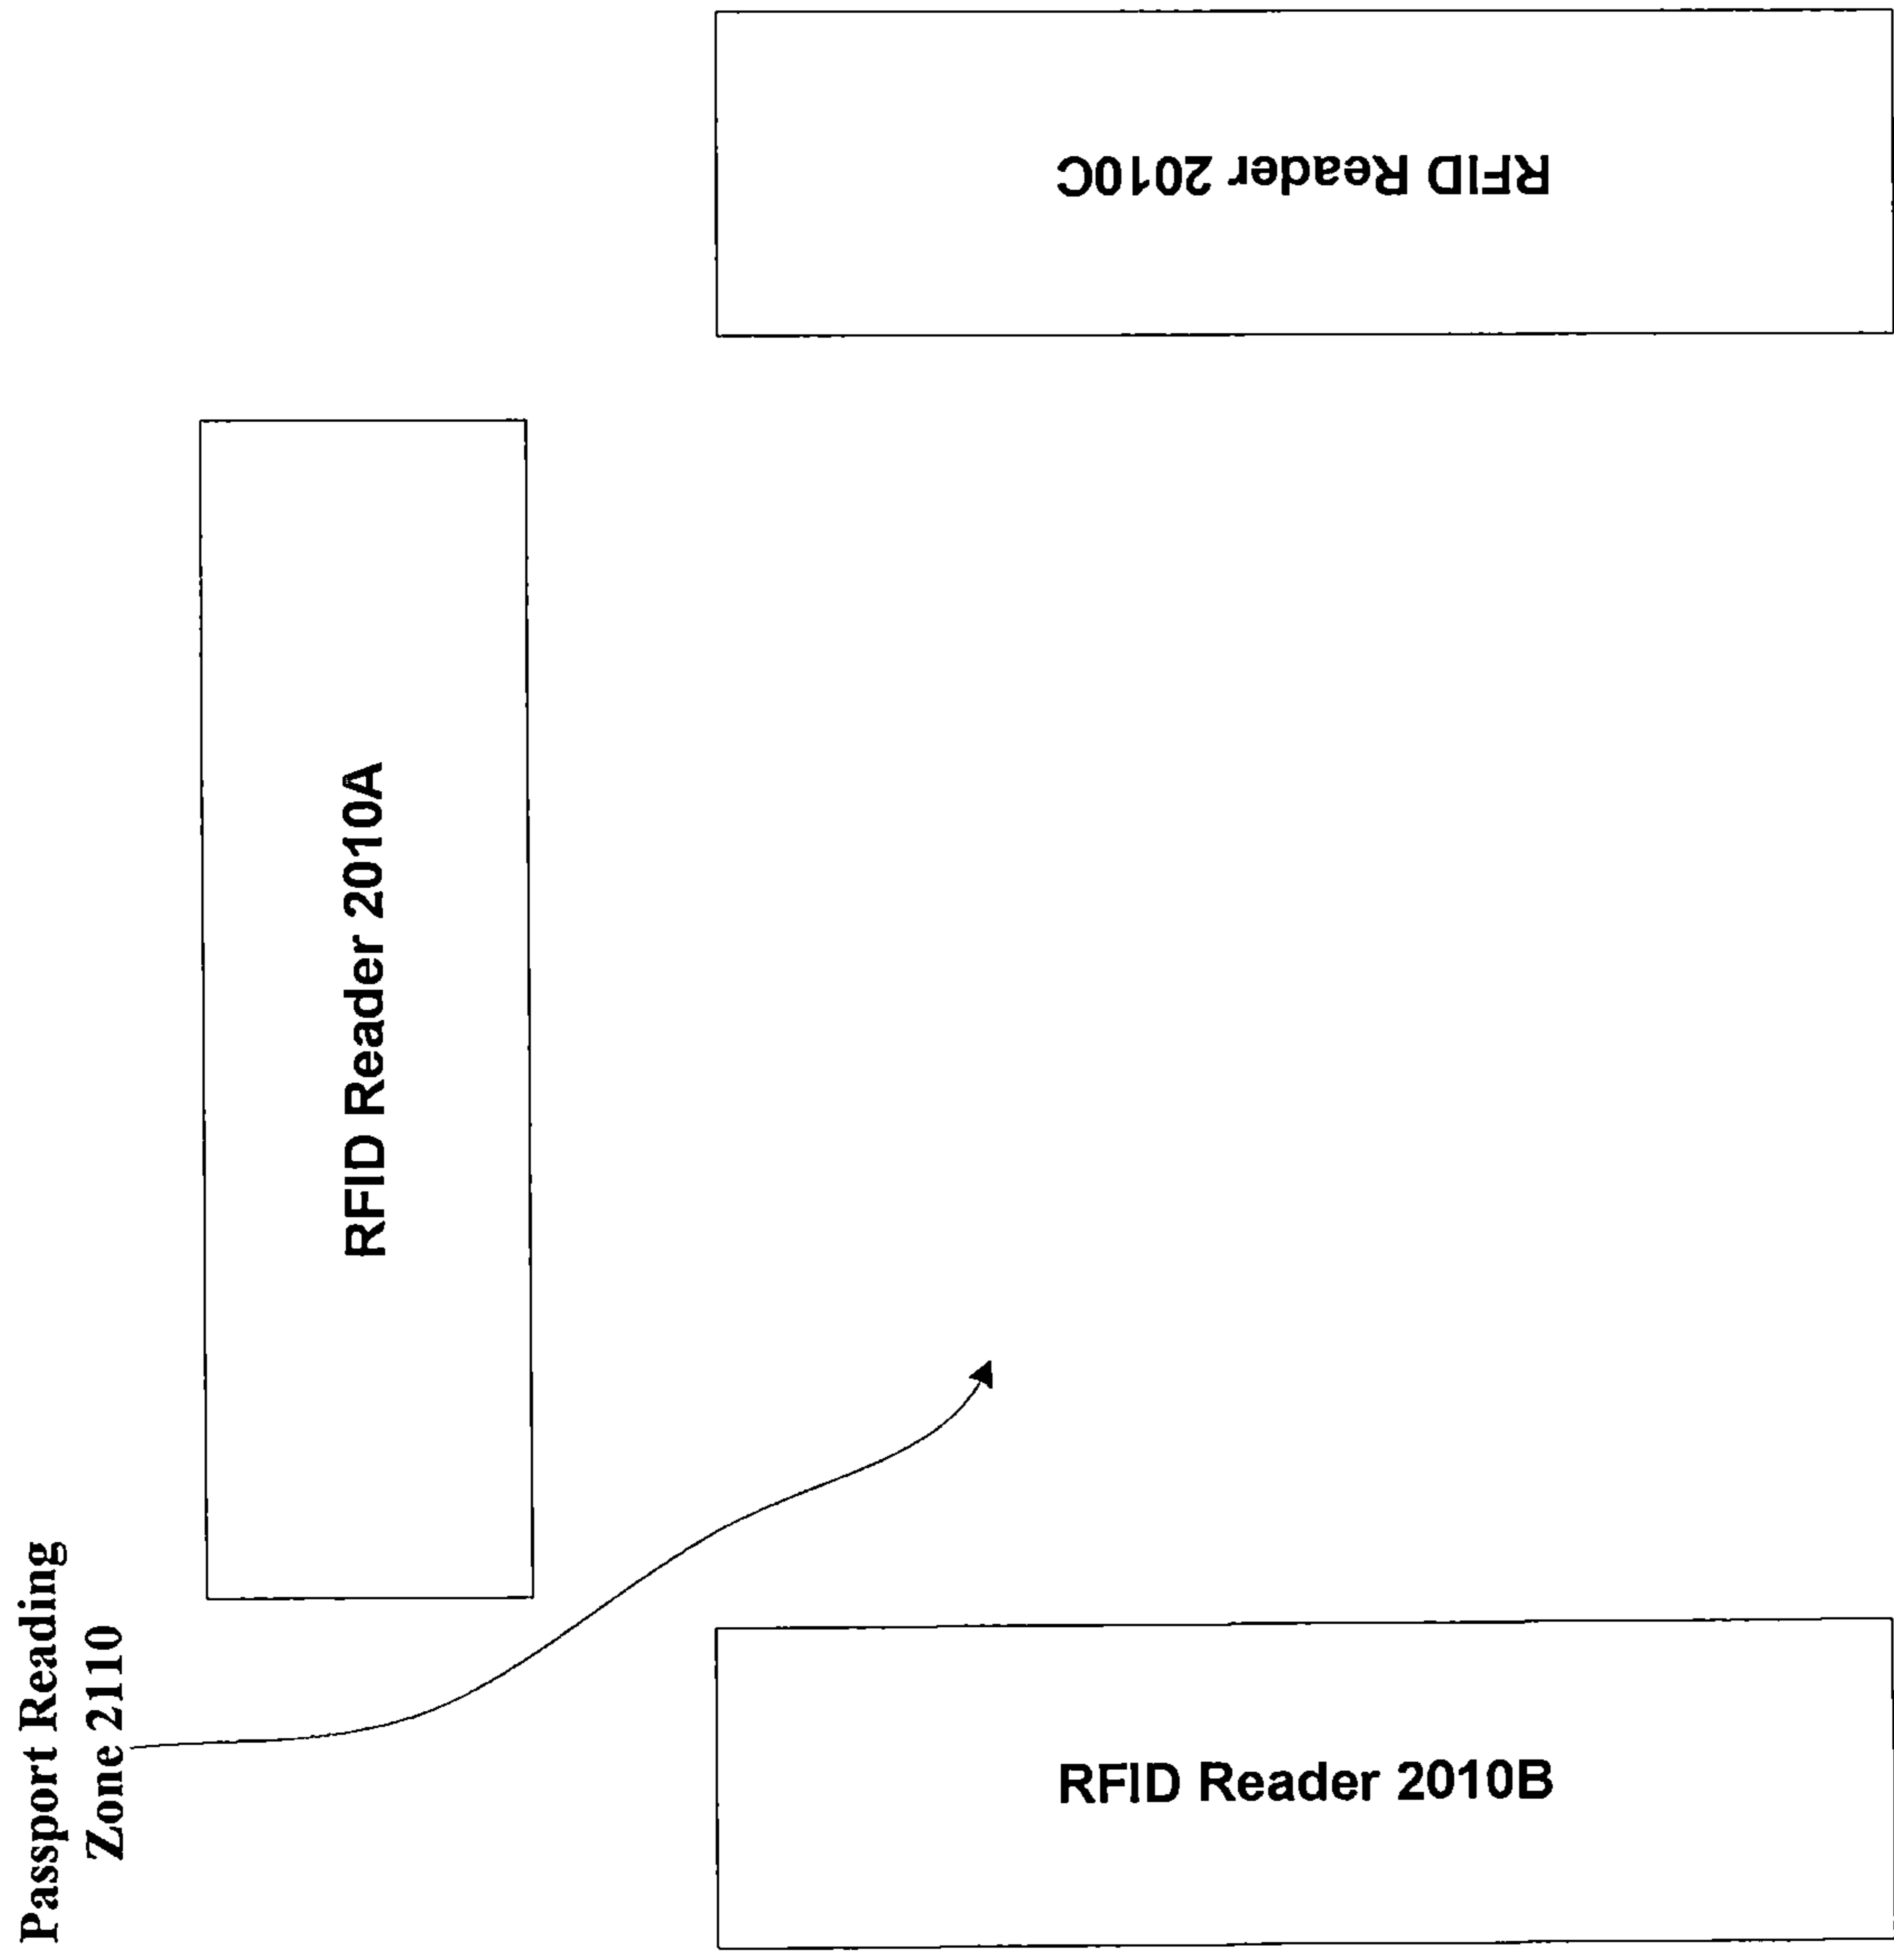 Passport Reading
Zone 2110
RFID Reader 2010A
RFID Reader 2010B
RFID Reader 2010C